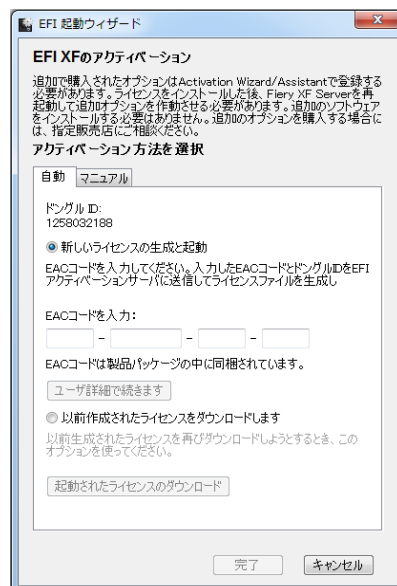 EFI 起動ウィザード
EFI XFのアクティベーション
追加で購入されたオプションはActivation Wizard/Assistantで登録する
必要があります。ライセンスをインストールした後、Fiery XF Serverを再
起動して追加オプションを作動させる必要があります。追加のソフトウェア
をインストールする必要はありません。追加のオプションを購入する場合に
は、指定販売店にご相談ください。
アクティベーション方法を選択
自動 マニュアル
ドングル ID:
1258032188
新しいライセンスの生成と起動
EACコードを入力してください。入力したEACコードとドングルIDをEFI
アクティベーションサーバに送信してライセンスファイルを生成し
EACコードを入力:
- - -
EACコードは製品パッケージの中に同梱されています。
ユーザ詳細で続きます
以前作成されたライセンスをダウンロードします
以前生成されたライセンスを再びダウンロードしようとするとき、この
オプションを使ってください。
起動されたライセンスのダウンロード
完了 キャンセル